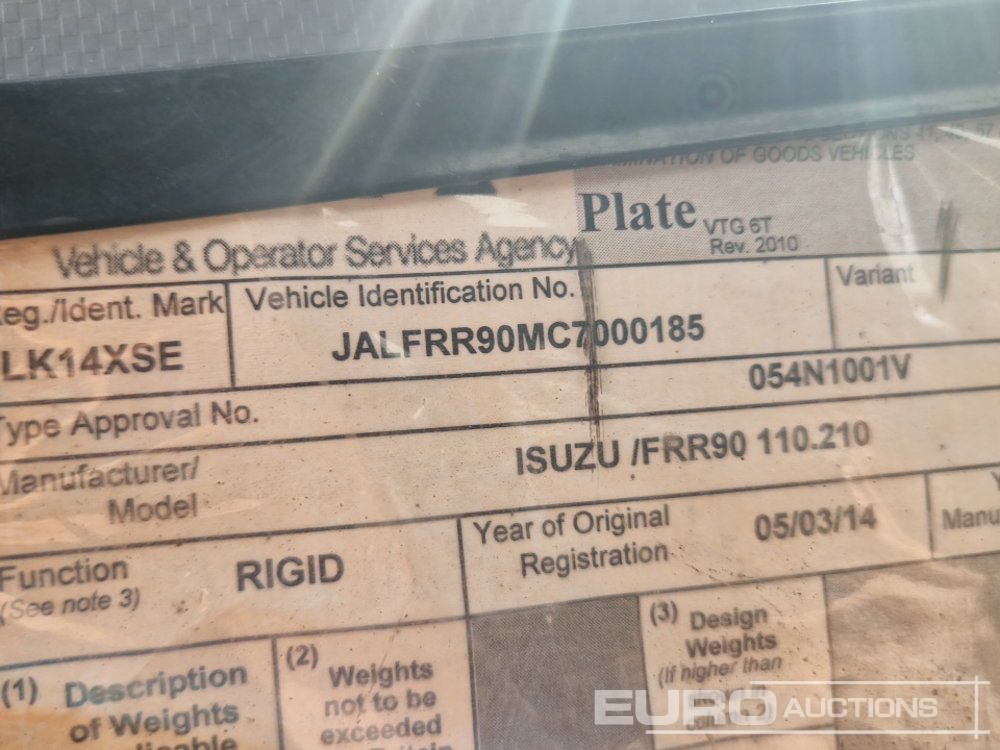 MINATION OF GOODS VEHICLES
Plate VTG 6T
Rev. 2010
Vehicle & Operator Services Agency
Reg./Ident. Mark
LK14XSE
Vehicle Identification No.
JALFRR90MC7000185
Variant
Type Approval No.
054N1001V
Manufacturer/
Model
ISUZU /FRR90 110.210
Function
(See note 3)
RIGID
Year of Original
Registration
05/03/14
Manu
(1) Description
of Weights
(2) Weights
not to be
exceeded
(3) Design
Weights
(If higher than
EURO AUCTIONS